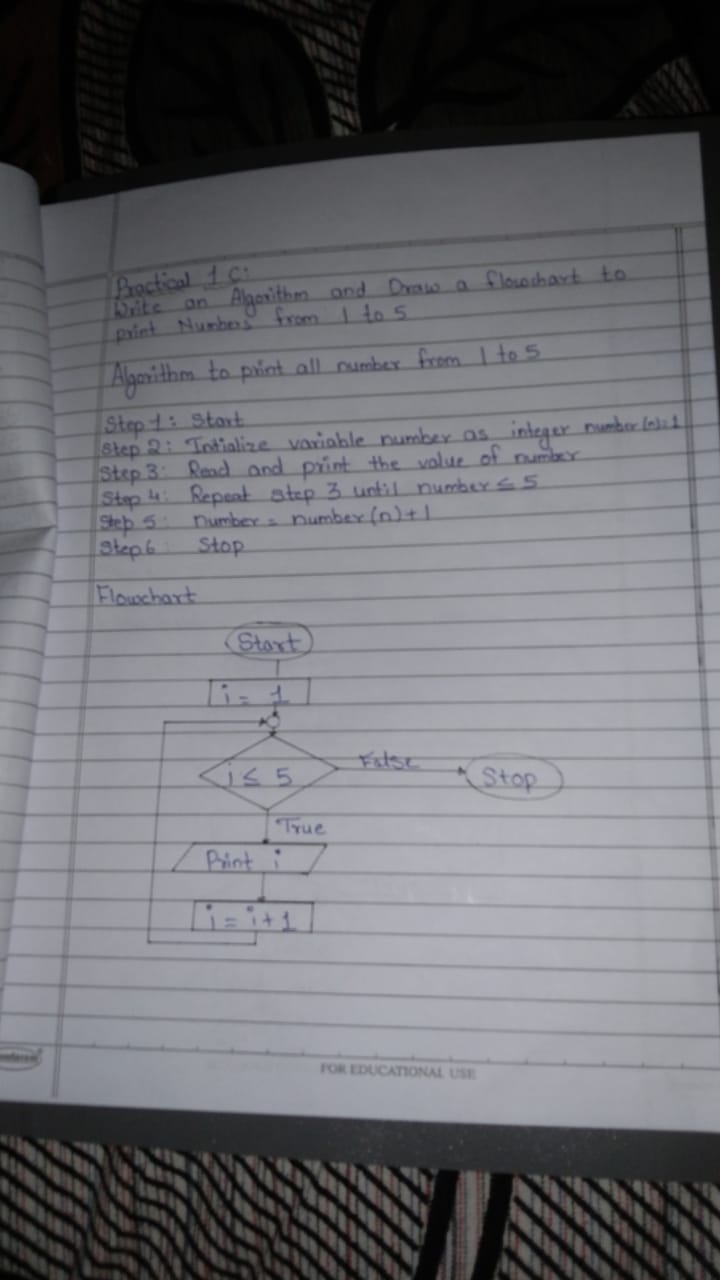 Practical 1 C:
Write an Algorithm and Draw a flowchart to
print Numbers from 1 to 5
Algorithm to print all number from 1 to 5
Step 1: Start
Step 2: Intialize variable number as integer number(n)=1
Step 3: Read and print the value of number
Step 4: Repeat step 3 until number ≤ 5
Step 5: number = number(n)+1
Step 6 Stop
Flowchart
Start
i = 1
i ≤ 5
False
Stop
True
Print i
i = i + 1
FOR EDUCATIONAL USE